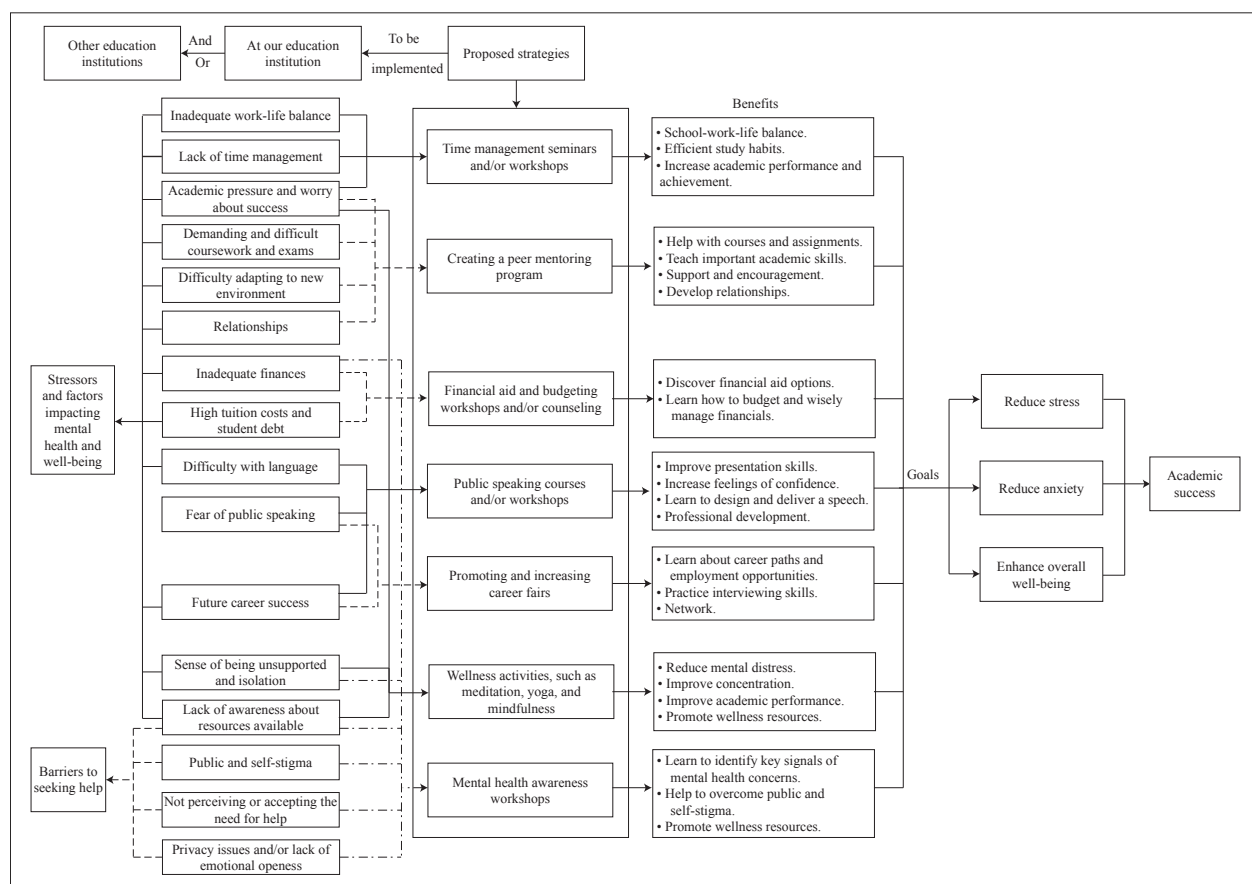 Other education
institutions
And
Or
At our education
institution
To be
implemented
Proposed strategies
Benefits
Inadequate work-life balance
Lack of time management
Academic pressure and worry
about success
Demanding and difficult
coursework and exams
Difficulty adapting to new
environment
Relationships
Inadequate finances
High tuition costs and
student debt
Difficulty with language
Fear of public speaking
Future career success
Sense of being unsupported
and isolation
Lack of awareness about
resources available
Public and self-stigma
Not perceiving or accepting the
need for help
Privacy issues and/or lack of
emotional openess
Stressors
and factors
impacting
mental
health and
well-being
Barriers to
seeking help
Time management seminars
and/or workshops
Creating a peer mentoring
program
Financial aid and budgeting
workshops and/or counseling
Public speaking courses
and/or workshops
Promoting and increasing
career fairs
Wellness activities, such as
meditation, yoga, and
mindfulness
Mental health awareness
workshops
• School-work-life balance.
• Efficient study habits.
• Increase academic performance and
achievement.
• Help with courses and assignments.
• Teach important academic skills.
• Support and encouragement.
• Develop relationships.
• Discover financial aid options.
• Learn how to budget and wisely
manage financials.
• Improve presentation skills.
• Increase feelings of confidence.
• Learn to design and deliver a speech.
• Professional development.
• Learn about career paths and
employment opportunities.
• Practice interviewing skills.
• Network.
• Reduce mental distress.
• Improve concentration.
• Improve academic performance.
• Promote wellness resources.
• Learn to identify key signals of
mental health concerns.
• Help to overcome public and
self-stigma.
• Promote wellness resources.
Goals
Reduce stress
Reduce anxiety
Enhance overall
well-being
Academic
success